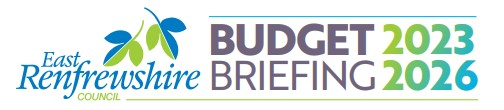 East
Renfrewshire
COUNCIL
BUDGET 2023
BRIEFING 2026